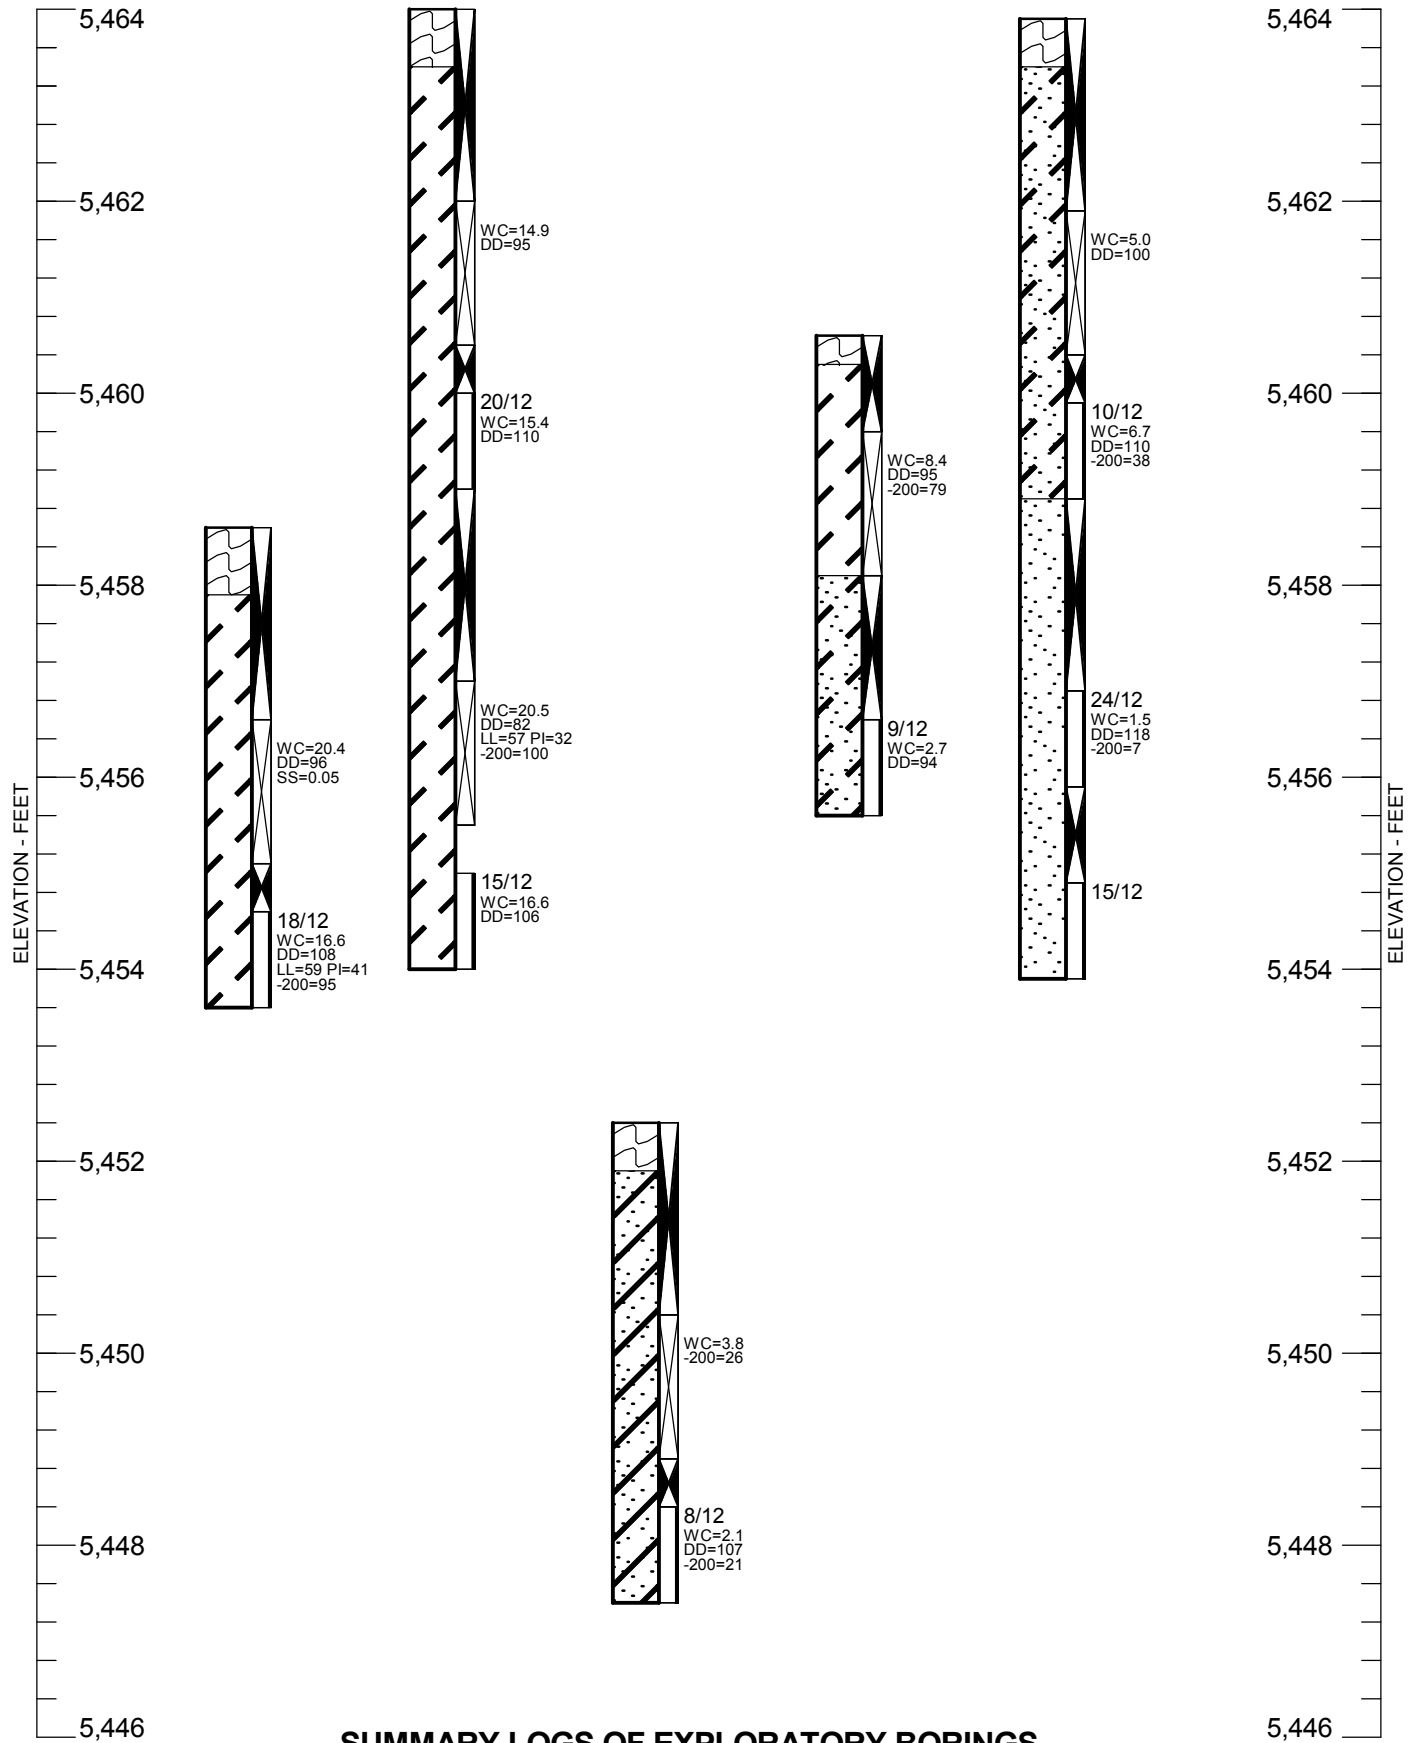 5,464
5,462
5,460
5,458
5,456
5,454
5,452
5,450
5,448
5,446
ELEVATION - FEET
WC=20.4
DD=96
SS=0.05
18/12
WC=16.6
DD=108
LL=59 PI=41
-200=95
WC=14.9
DD=95
20/12
WC=15.4
DD=110
WC=20.5
DD=82
LL=57 PI=32
-200=100
15/12
WC=16.6
DD=106
WC=3.8
-200=26
8/12
WC=2.1
DD=107
-200=21
WC=8.4
DD=95
-200=79
9/12
WC=2.7
DD=94
WC=5.0
DD=100
10/12
WC=6.7
DD=110
-200=38
24/12
WC=1.5
DD=118
-200=7
15/12
5,464
5,462
5,460
5,458
5,456
5,454
5,452
5,450
5,448
5,446
ELEVATION - FEET
SUMMARY LOGS OF EXPLORATORY BORINGS